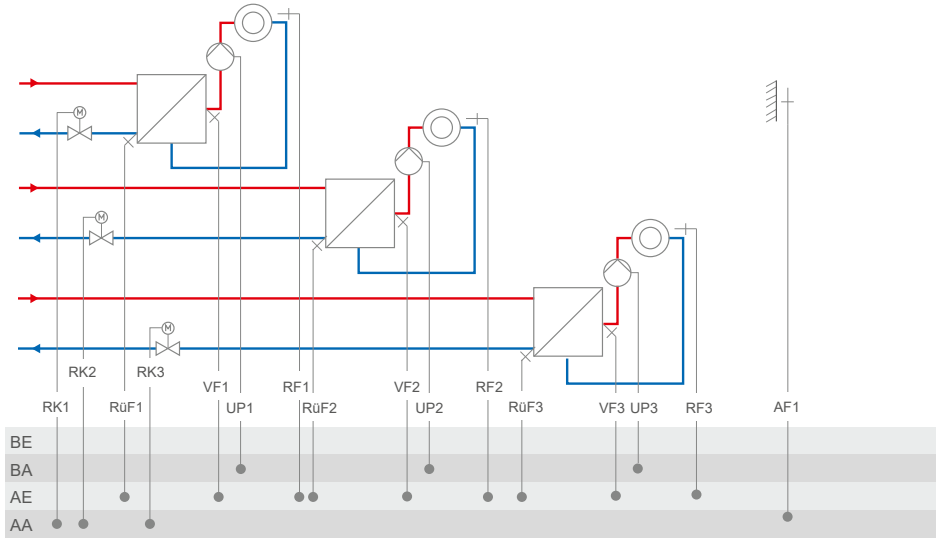 M
M
M
RK2
RK3
VF1
RF1
VF2
RF2
RK1
RüF1
UP1
RüF2
UP2
RüF3
VF3
UP3
RF3
AF1
BE
BA
AE
AA